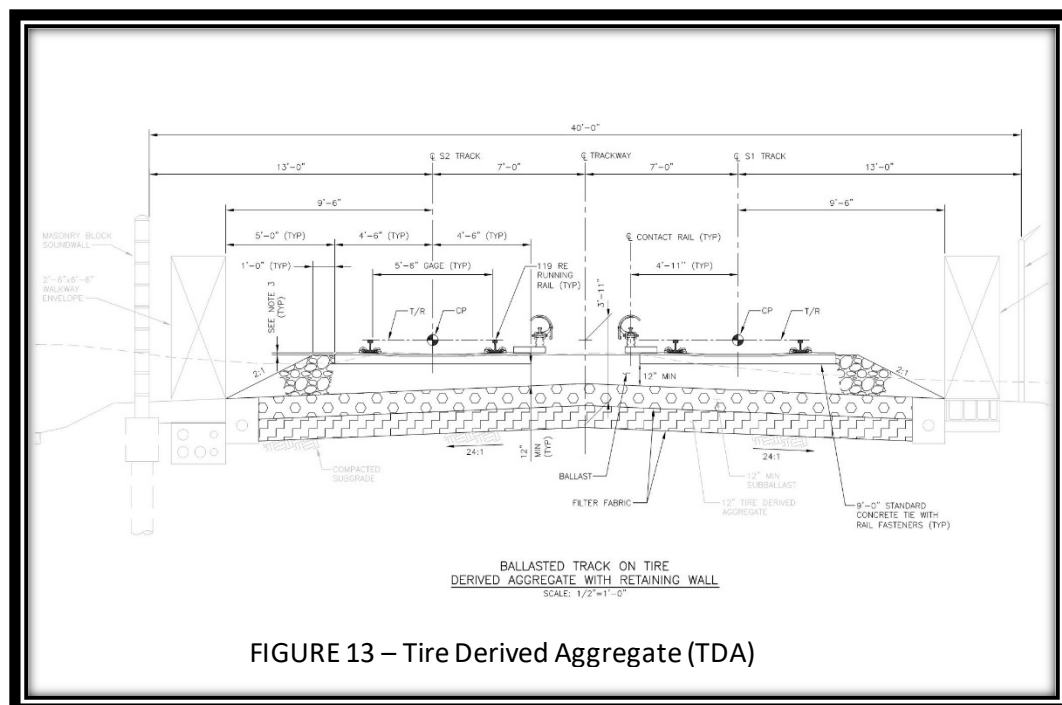 40'-0"
℄ S2 TRACK
℄ TRACKWAY
℄ S1 TRACK
13'-0"
7'-0"
7'-0"
13'-0"
9'-6"
9'-6"
MASONRY BLOCK
SOUNDWALL
5'-0" (TYP)
4'-6" (TYP)
4'-6" (TYP)
℄ CONTACT RAIL (TYP)
1'-0" (TYP)
5'-6" GAGE (TYP)
119 RE
RUNNING
RAIL (TYP)
4'-11" (TYP)
3'-11"
2'-6"x6'-8"
WALKWAY
ENVELOPE
SEE NOTE 3
(TYP)
T/R
CP
CP
T/R
2:1
2:1
12" MIN
24:1
24:1
12"
MIN
(TYP)
COMPACTED
SUBGRADE
BALLAST
12" MIN
SUBBALLAST
FILTER FABRIC
12" TIRE DERIVED
AGGREGATE
9'-0" STANDARD
CONCRETE TIE WITH
RAIL FASTENERS (TYP)
BALLASTED TRACK ON TIRE
DERIVED AGGREGATE WITH RETAINING WALL
SCALE: 1/2"=1'-0"
FIGURE 13 – Tire Derived Aggregate (TDA)